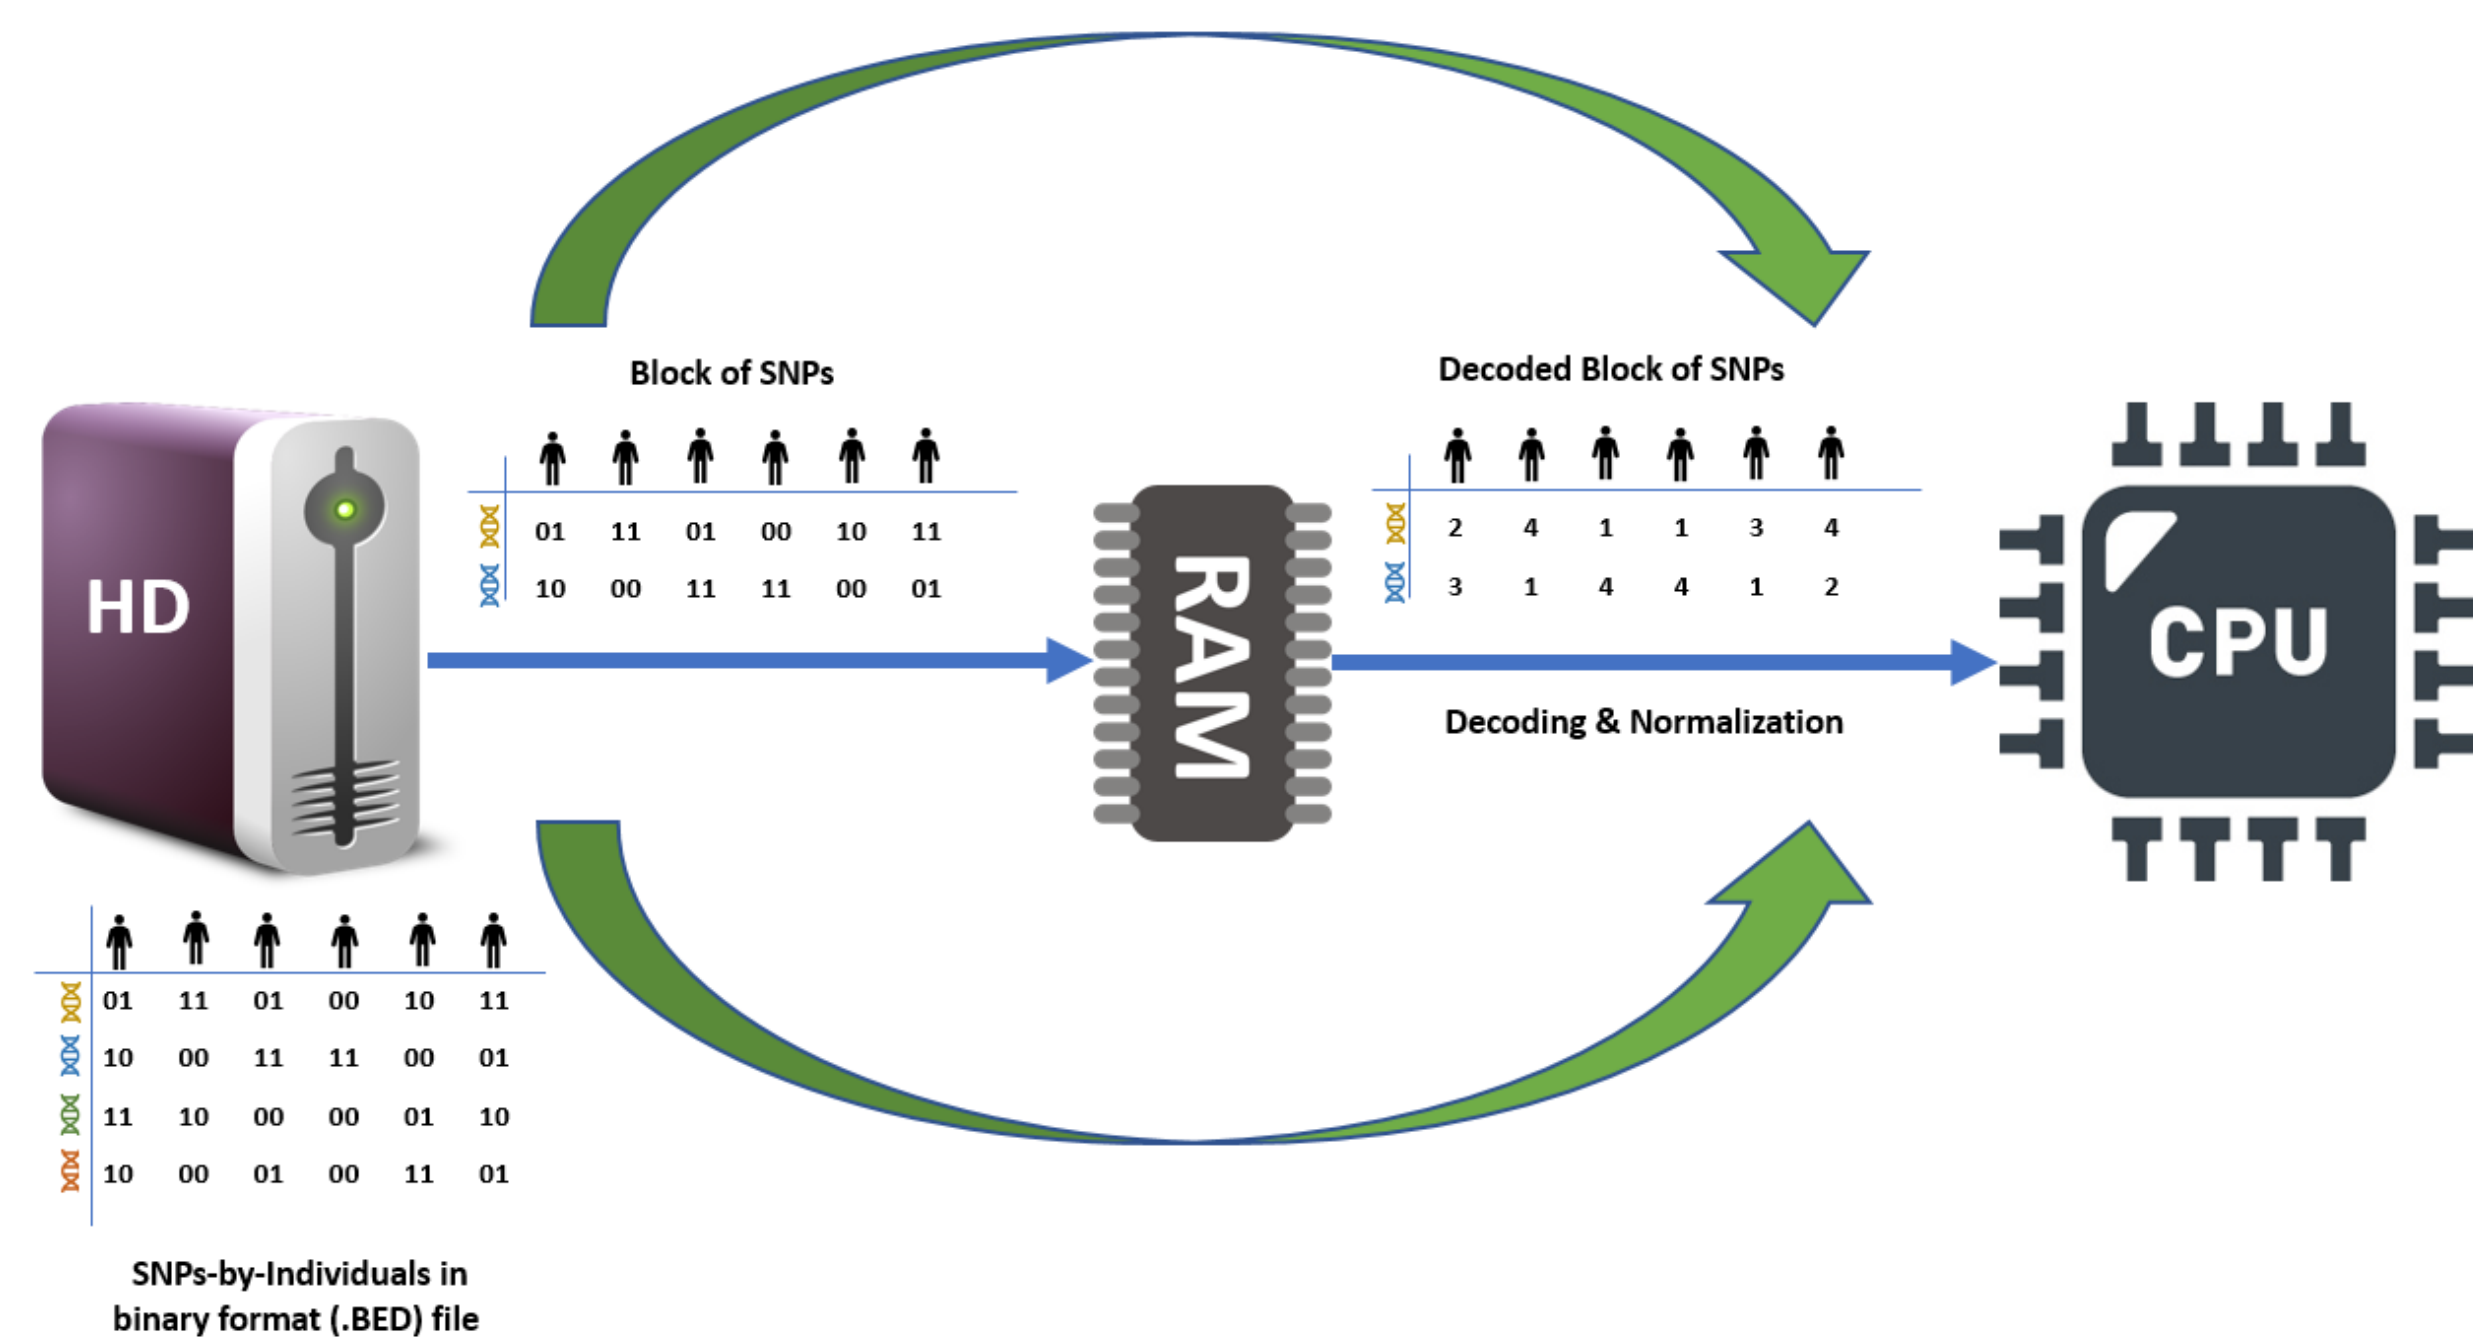 Block of SNPs
01 11 01 00 10 11
10 00 11 11 00 01
Decoded Block of SNPs
2 4 1 1 3 4
3 1 4 4 1 2
HD
RAM
CPU
Decoding & Normalization
01 11 01 00 10 11
10 00 11 11 00 01
11 10 00 00 01 10
10 00 01 00 11 01
SNPs-by-Individuals in
binary format (.BED) file